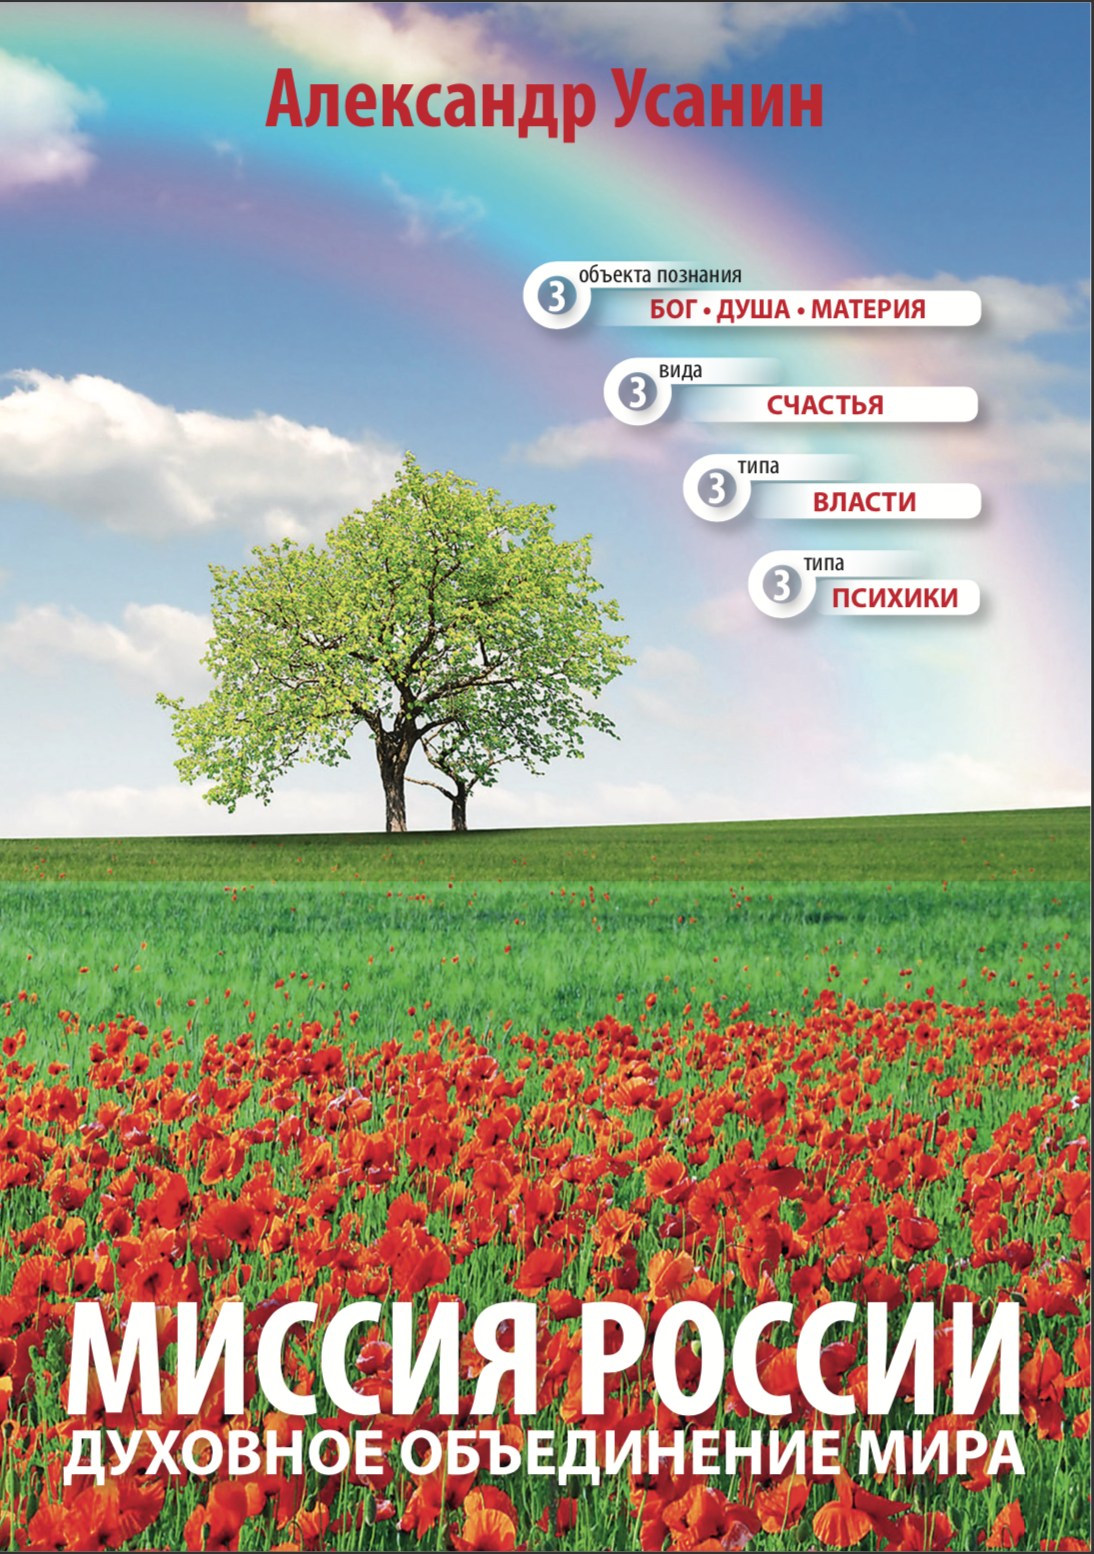 Александр Усанин
3 объекта познания
БОГ • ДУША • МАТЕРИЯ
3 вида
СЧАСТЬЯ
3 типа
ВЛАСТИ
3 типа
ПСИХИКИ
МИССИЯ РОССИИ
ДУХОВНОЕ ОБЪЕДИНЕНИЕ МИРА